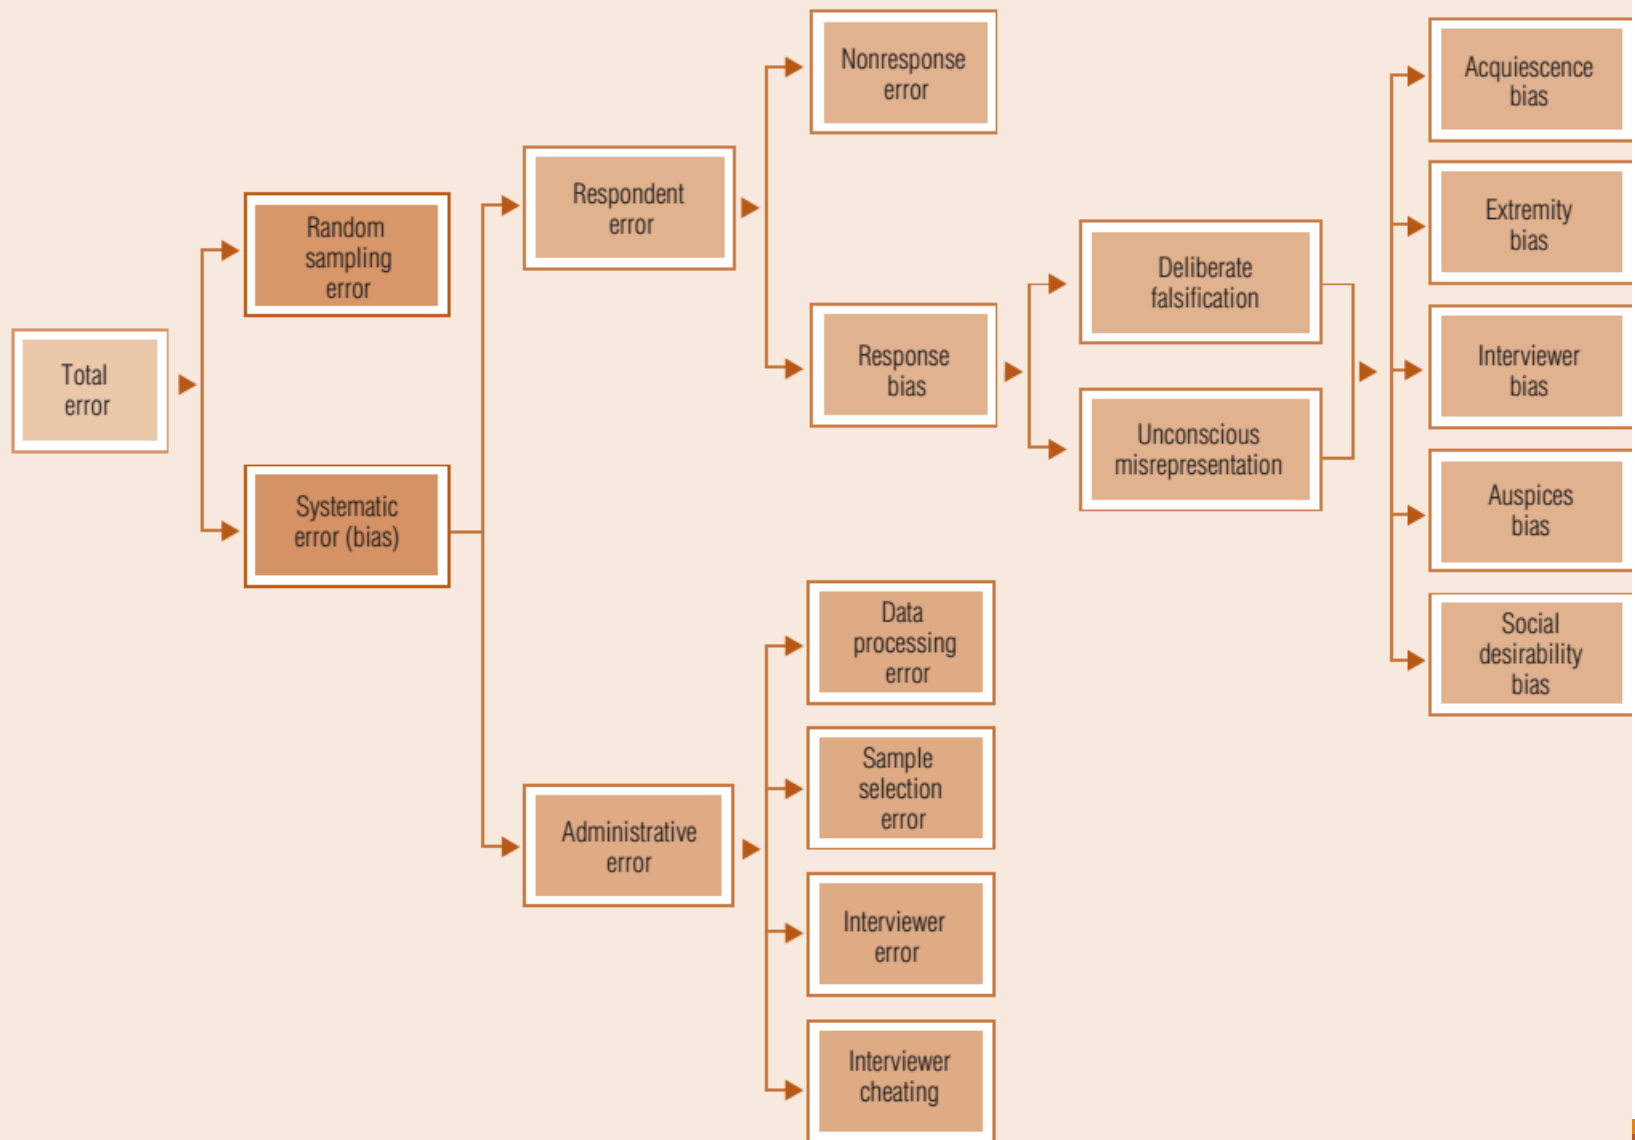 Total
error
Random
sampling
error
Systematic
error (bias)
Respondent
error
Administrative
error
Nonresponse
error
Response
bias
Data
processing
error
Sample
selection
error
Interviewer
error
Interviewer
cheating
Deliberate
falsification
Unconscious
misrepresentation
Acquiescence
bias
Extremity
bias
Interviewer
bias
Auspices
bias
Social
desirability
bias